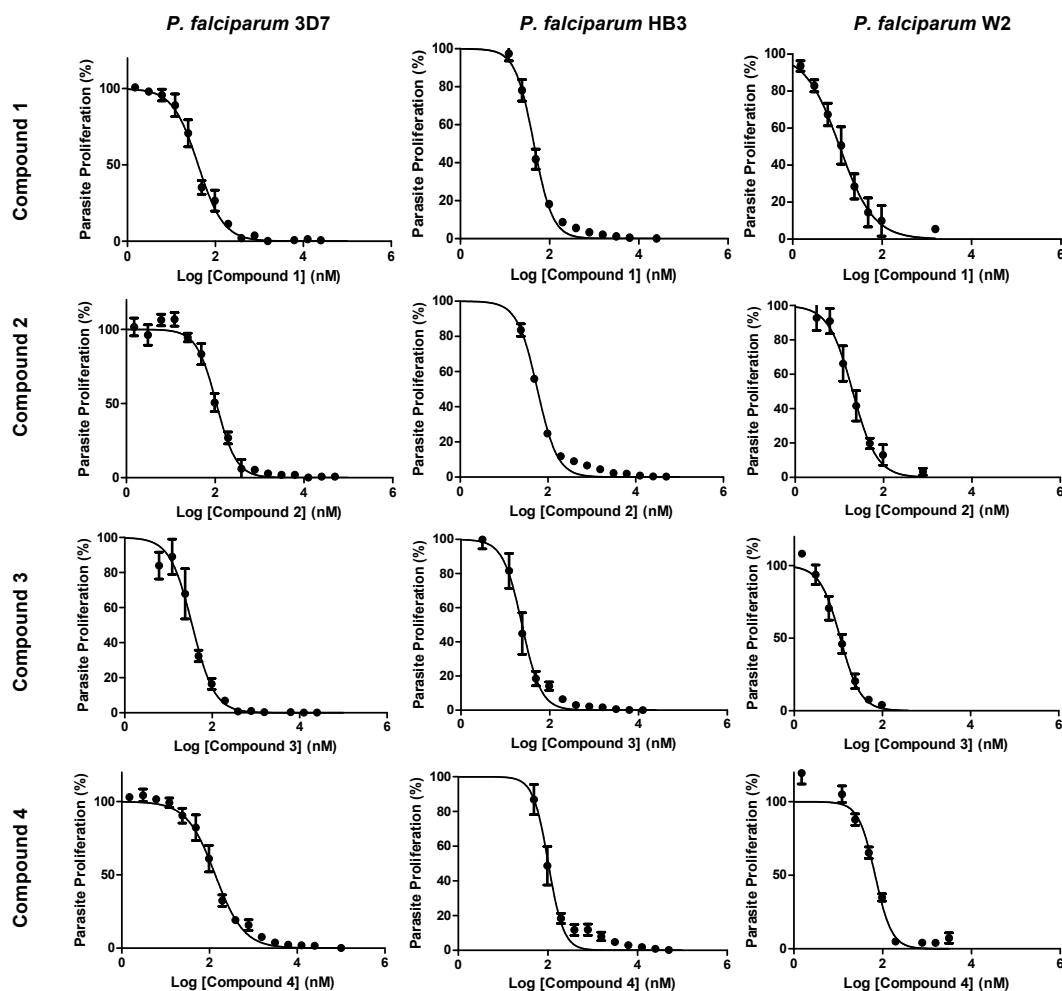 P. falciparum 3D7
P. falciparum HB3
P. falciparum W2
Compound 1
Parasite Proliferation (%)
100
50
0
0 2 4 6
Log [Compound 1] (nM)
Parasite Proliferation (%)
100
80
60
40
20
0
0 2 4 6
Log [Compound 1] (nM)
Parasite Proliferation (%)
100
80
60
40
20
0
0 2 4 6
Log [Compound 1] (nM)
Compound 2
Parasite Proliferation (%)
100
50
0
0 2 4 6
Log [Compound 2] (nM)
Parasite Proliferation (%)
100
80
60
40
20
0
0 2 4 6
Log [Compound 2] (nM)
Parasite Proliferation (%)
100
80
60
40
20
0
0 2 4 6
Log [Compound 2] (nM)
Compound 3
Parasite Proliferation (%)
100
80
60
40
20
0
0 2 4 6
Log [Compound 3] (nM)
Parasite Proliferation (%)
100
80
60
40
20
0
0 2 4 6
Log [Compound 3] (nM)
Parasite Proliferation (%)
100
50
0
0 2 4 6
Log [Compound 3] (nM)
Compound 4
Parasite Proliferation (%)
100
50
0
0 2 4 6
Log [Compound 4] (nM)
Parasite Proliferation (%)
100
80
60
40
20
0
0 2 4 6
Log [Compound 4] (nM)
Parasite Proliferation (%)
100
50
0
0 2 4 6
Log [Compound 4] (nM)